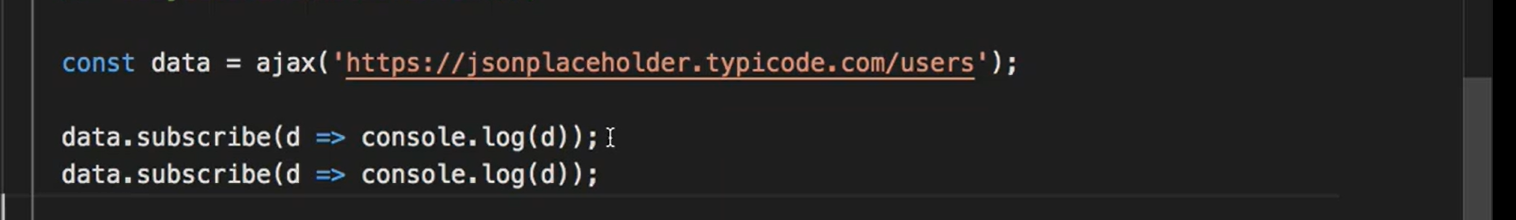 const data = ajax('https://jsonplaceholder.typicode.com/users');
data.subscribe(d => console.log(d));
data.subscribe(d => console.log(d));